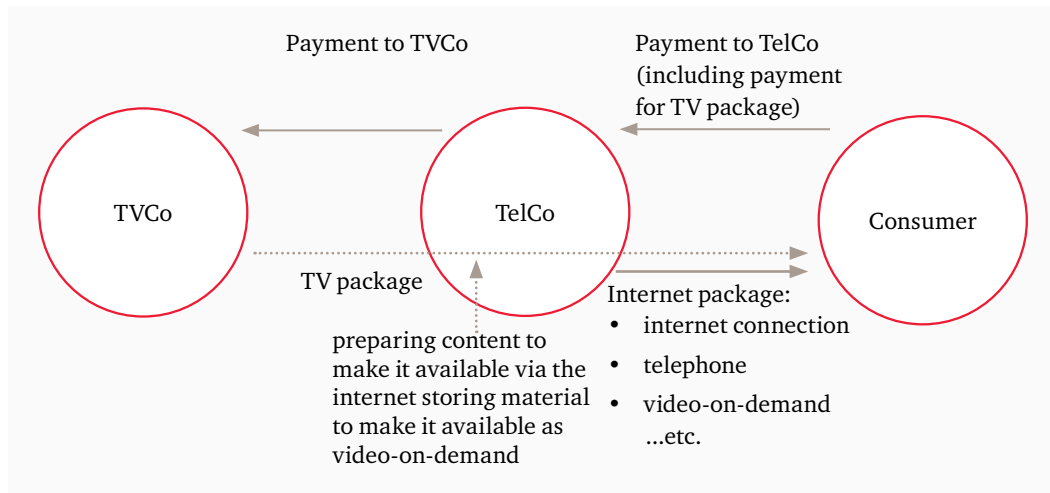 Payment to TVCo
Payment to TelCo
(including payment
for TV package)
TVCo
TelCo
Consumer
TV package
preparing content to
make it available via the
internet storing material
to make it available as
video-on-demand
Internet package:
• internet connection
• telephone
• video-on-demand
...etc.